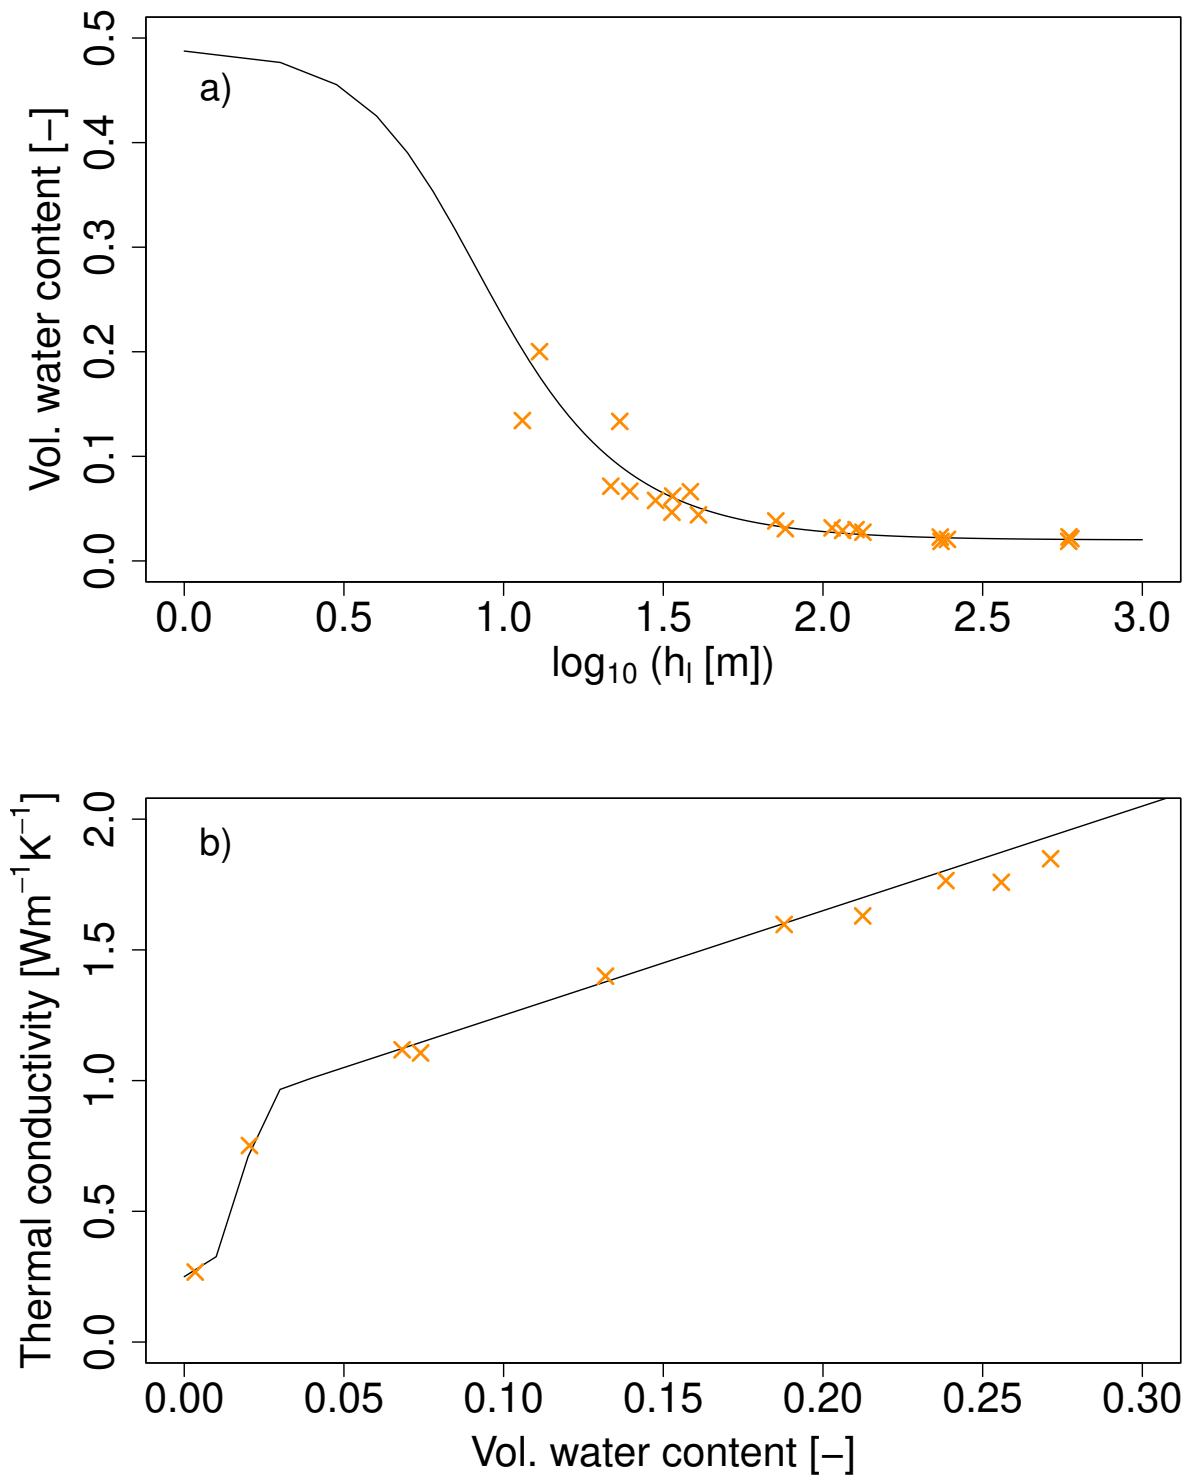 a)
Vol. water content [−]
0.0 0.1 0.2 0.3 0.4 0.5
0.0 0.5 1.0 1.5 2.0 2.5 3.0
log₁₀ (hₗ [m])
b)
Thermal conductivity [Wm⁻¹K⁻¹]
0.0 0.5 1.0 1.5 2.0
0.00 0.05 0.10 0.15 0.20 0.25 0.30
Vol. water content [−]